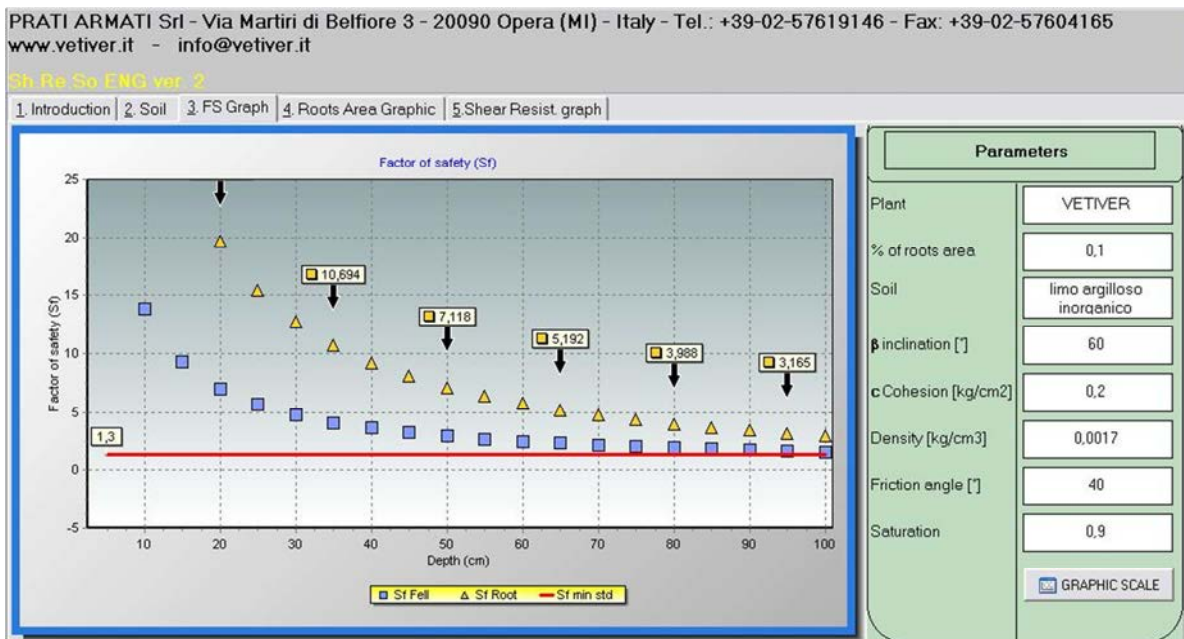 PRATI ARMATI Srl - Via Martiri di Belfiore 3 - 20090 Opera (MI) - Italy - Tel.: +39-02-57619146 - Fax: +39-02-57604165
www.vetiver.it - info@vetiver.it
Sh Re So ENG ver. 2
1. Introduction
2. Soil
3. FS Graph
4. Roots Area Graphic
5.Shear Resist. graph
Factor of safety (Sf)
Factor of safety (Sf)
25
20
15
10
5
0
-5
1,3
10,694
7,118
5,192
3,988
3,165
10 20 30 40 50 60 70 80 90 100
Depth (cm)
Sf Fell Sf Root Sf min std
Parameters
Plant VETIVER
% of roots area 0,1
Soil limo argilloso
inorganico
β inclination [°] 60
c Cohesion [kg/cm2] 0,2
Density [kg/cm3] 0,0017
Friction angle [°] 40
Saturation 0,9
GRAPHIC SCALE